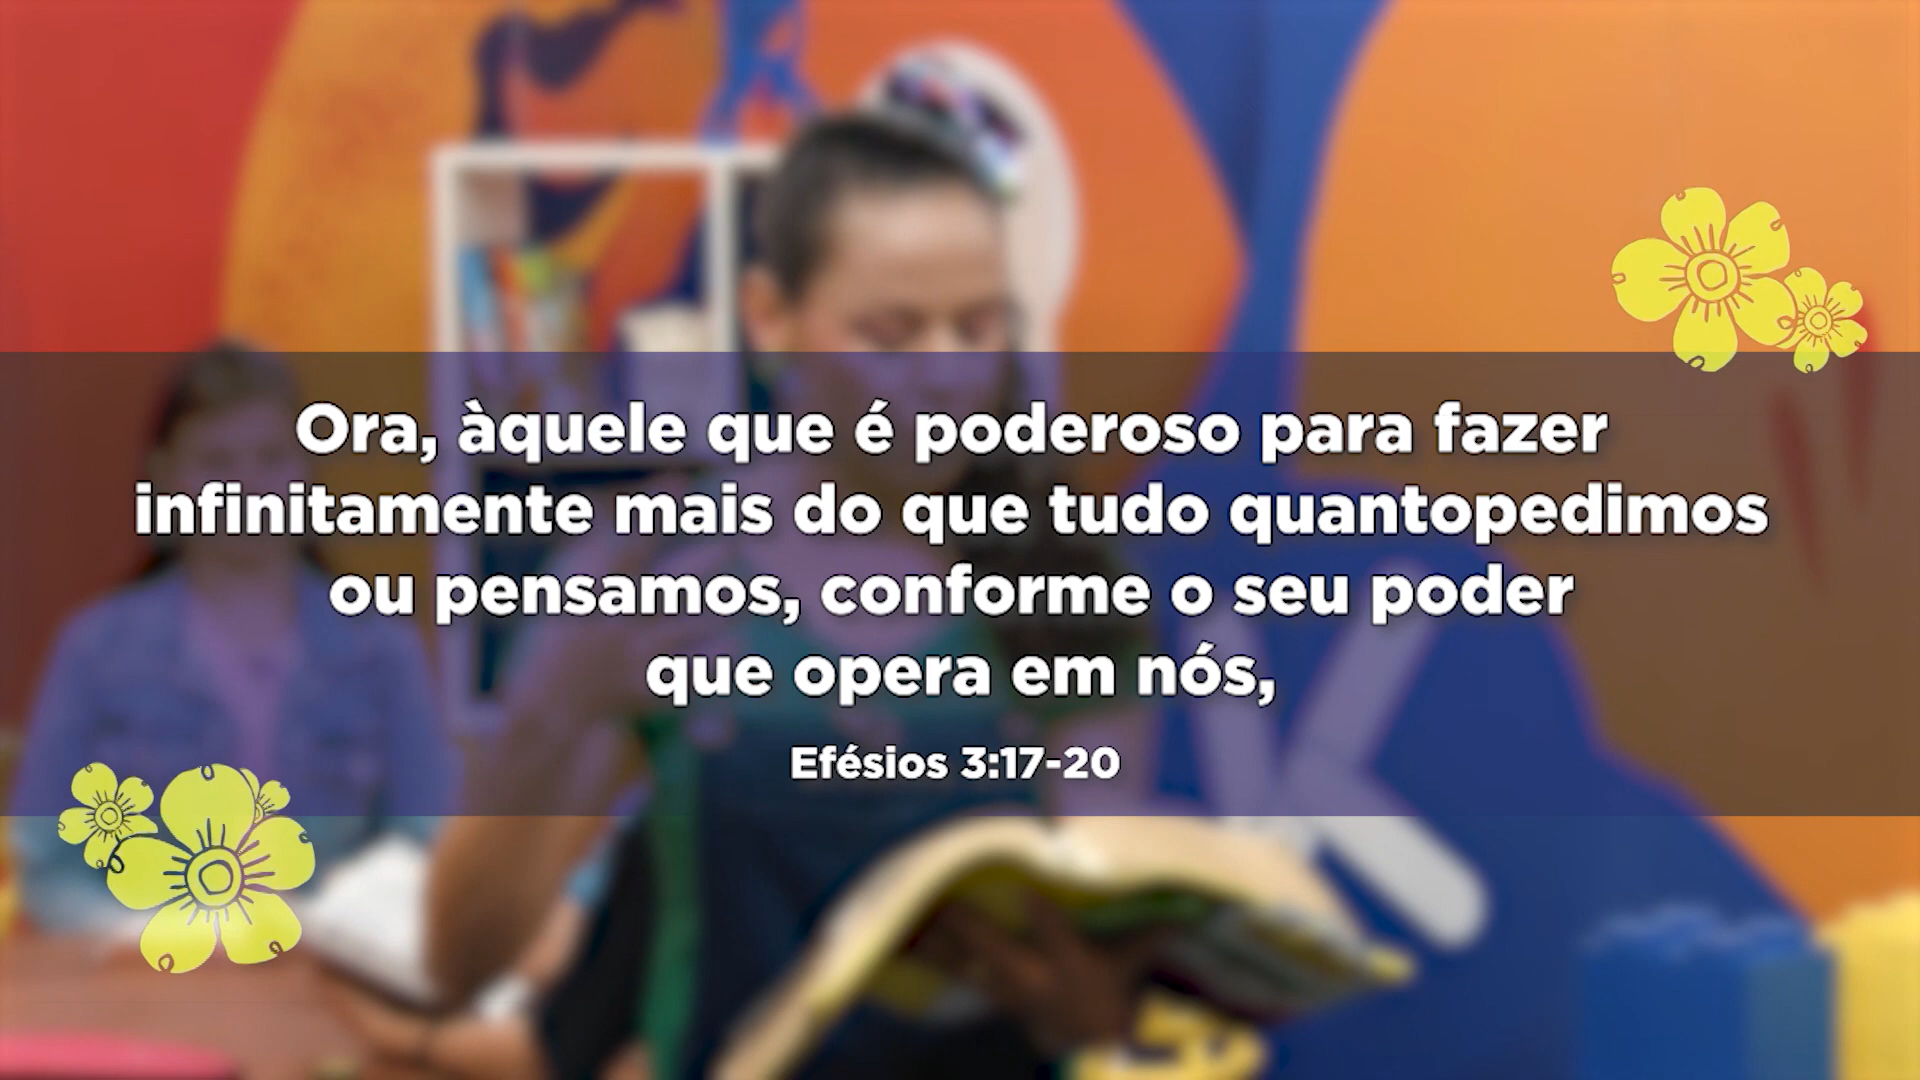 Ora, àquele que é poderoso para fazer
infinitamente mais do que tudo quantopedimos
ou pensamos, conforme o seu poder
que opera em nós,
Efésios 3:17-20
K